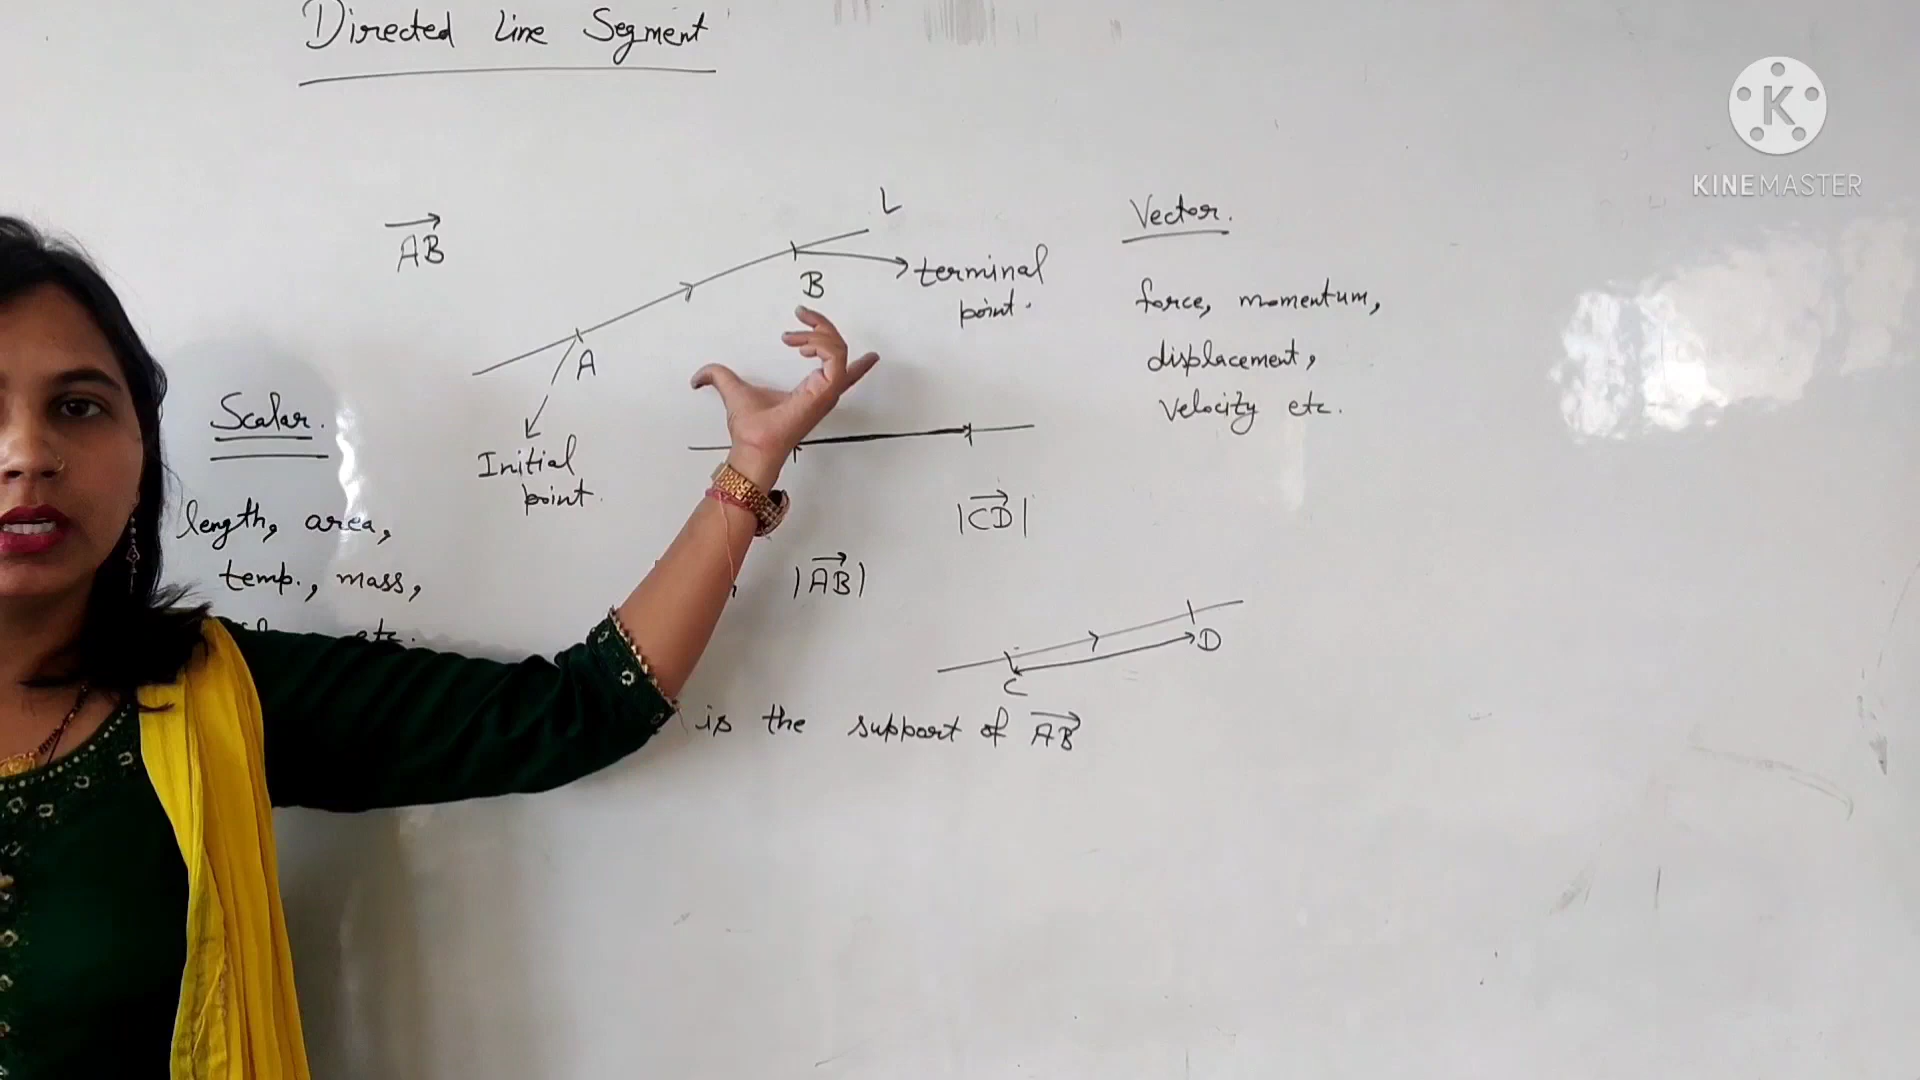 Directed Line Segment
KINEMASTER
AB
L
B
terminal
point.
A
Initial
point.
Vector.
force, momentum,
displacement,
velocity etc.
Scalar.
length, area,
temp., mass,
etc.
|CD|
|AB|
C
D
is the support of AB
K